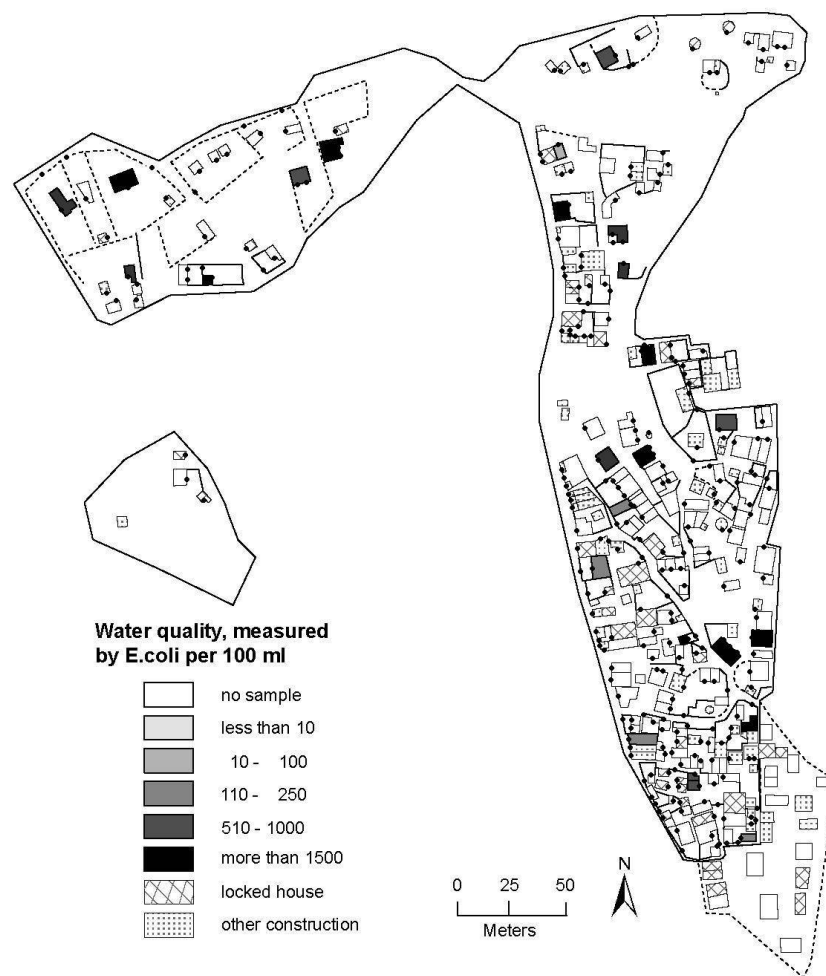 Water quality, measured
by E.coli per 100 ml
no sample
less than 10
10 - 100
110 - 250
510 - 1000
more than 1500
locked house
other construction
0 25 50
Meters
N